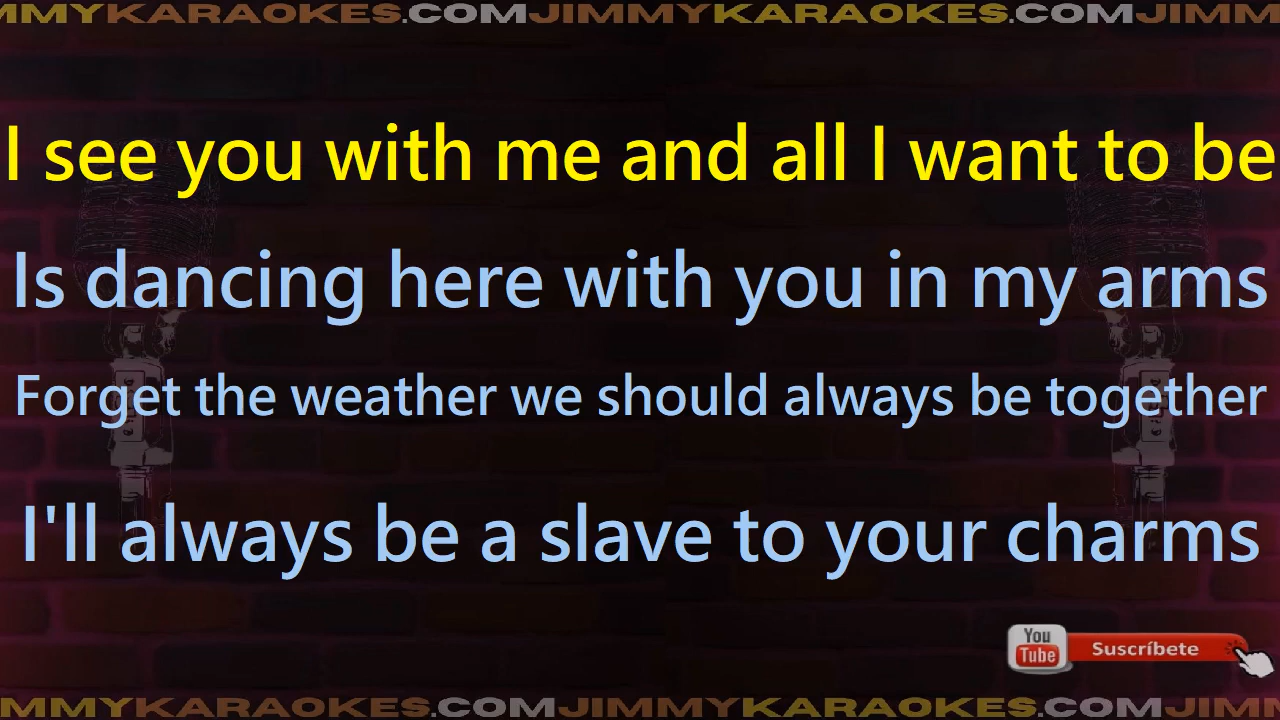 MMYKARAOKES.COMJIMMYKARAOKES.COMJIMM
I see you with me and all I want to be
Is dancing here with you in my arms
Forget the weather we should always be together
I'll always be a slave to your charms
You
Tube
Suscríbete
MMYKARAOKES.COMJIMMYKARAOKES.COMJIMM